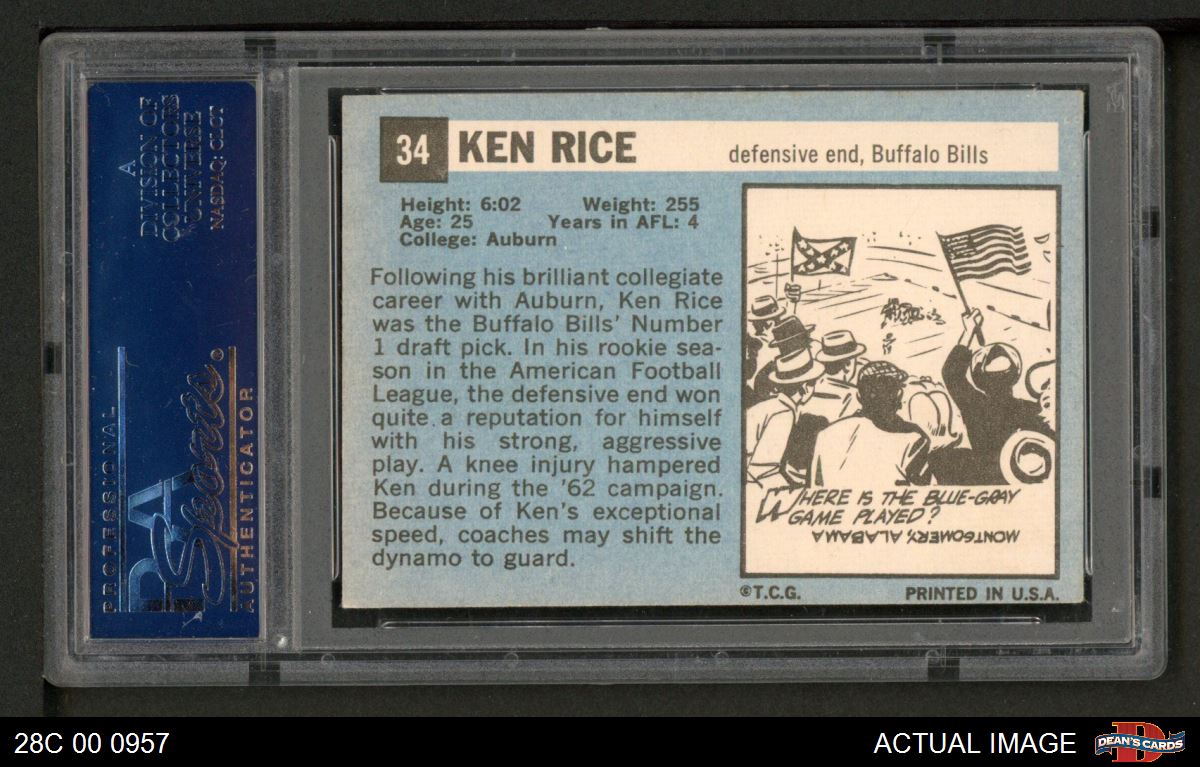 A
DIVISION OF
COLLECTORS
UNIVERSE
NASDAQ: CLCT
PROFESSIONAL
PSA
Sports
AUTHENTICATOR
34
KEN RICE
defensive end, Buffalo Bills
Height: 6:02 Weight: 255
Age: 25 Years in AFL: 4
College: Auburn
Following his brilliant collegiate
career with Auburn, Ken Rice
was the Buffalo Bills' Number
1 draft pick. In his rookie sea-
son in the American Football
League, the defensive end won
quite a reputation for himself
with his strong, aggressive
play. A knee injury hampered
Ken during the '62 campaign.
Because of Ken's exceptional
speed, coaches may shift the
dynamo to guard.
WHERE IS THE BLUE-GRAY
GAME PLAYED?
MONTGOMERY, ALABAMA
©T.C.G.
PRINTED IN U.S.A.
28C 00 0957
ACTUAL IMAGE
D
DEAN'S CARDS